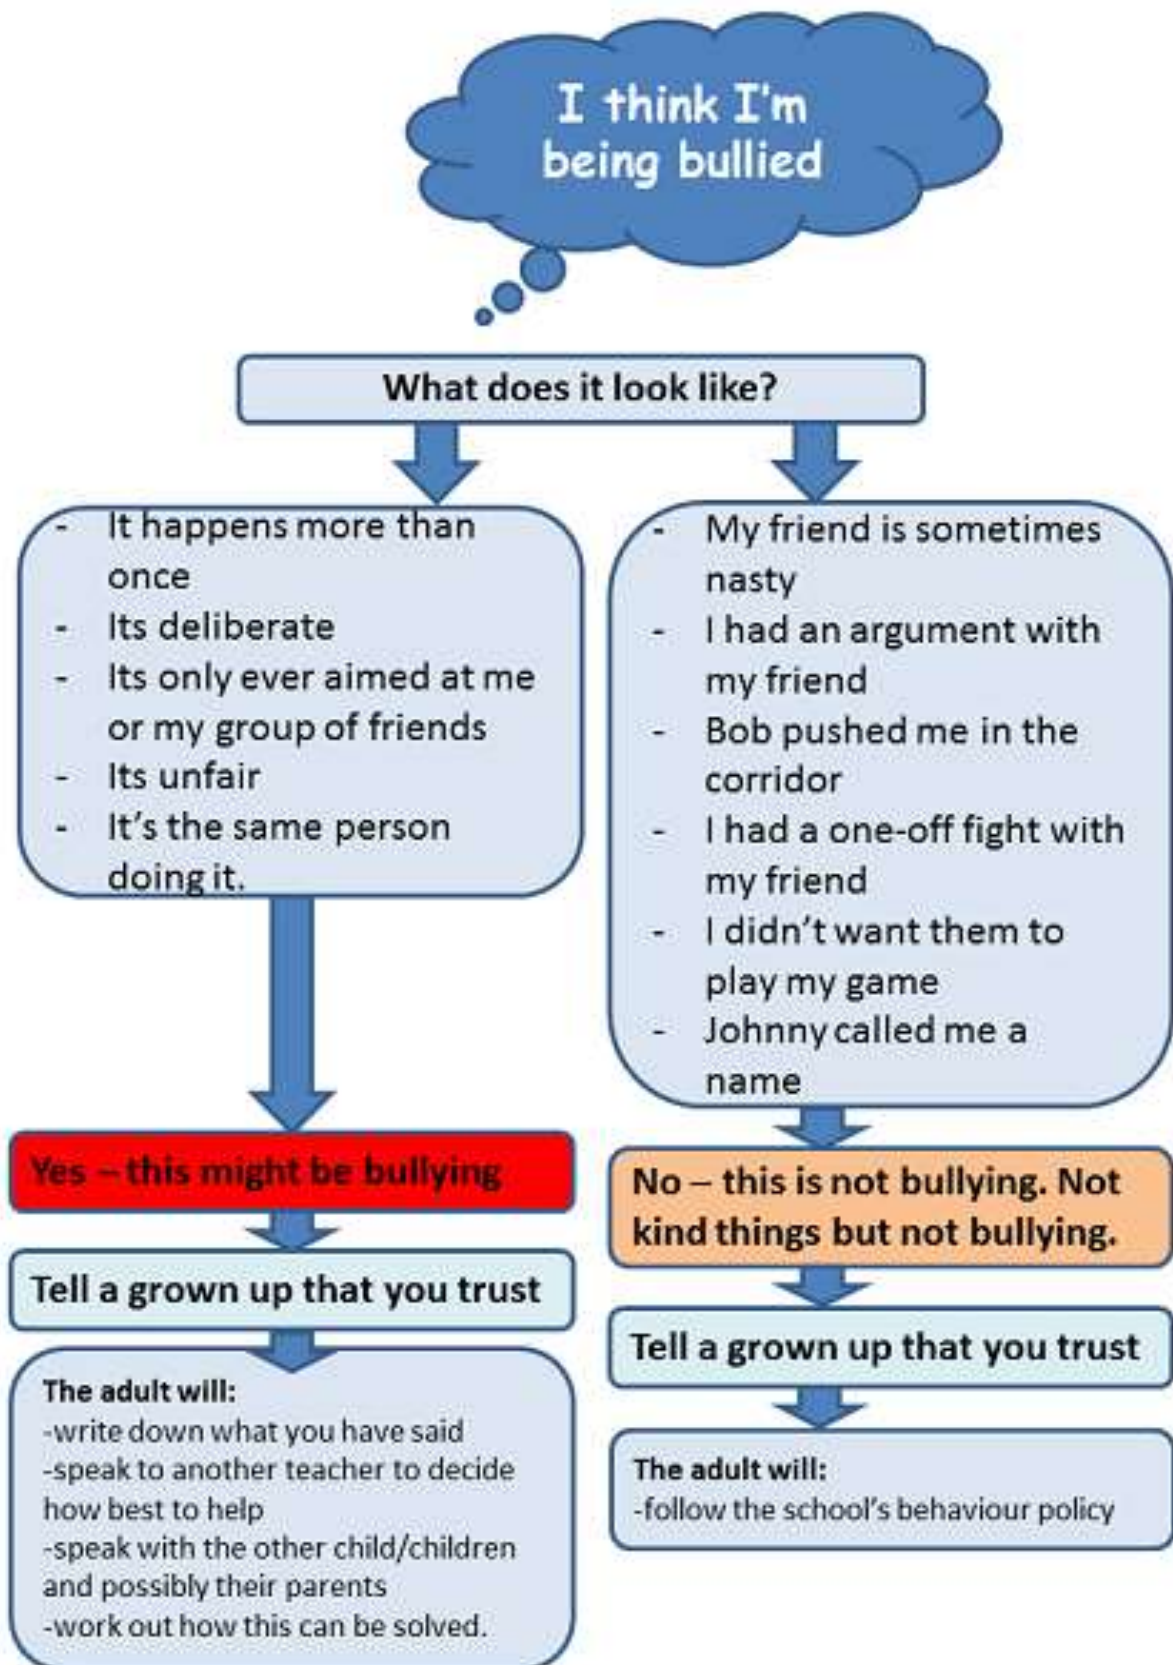 I think I'm
being bullied
What does it look like?
- It happens more than
once
- Its deliberate
- Its only ever aimed at me
or my group of friends
- Its unfair
- It's the same person
doing it.
Yes – this might be bullying
Tell a grown up that you trust
The adult will:
-write down what you have said
-speak to another teacher to decide
how best to help
-speak with the other child/children
and possibly their parents
-work out how this can be solved.
- My friend is sometimes
nasty
- I had an argument with
my friend
- Bob pushed me in the
corridor
- I had a one-off fight with
my friend
- I didn't want them to
play my game
- Johnny called me a
name
No – this is not bullying. Not
kind things but not bullying.
Tell a grown up that you trust
The adult will:
-follow the school's behaviour policy